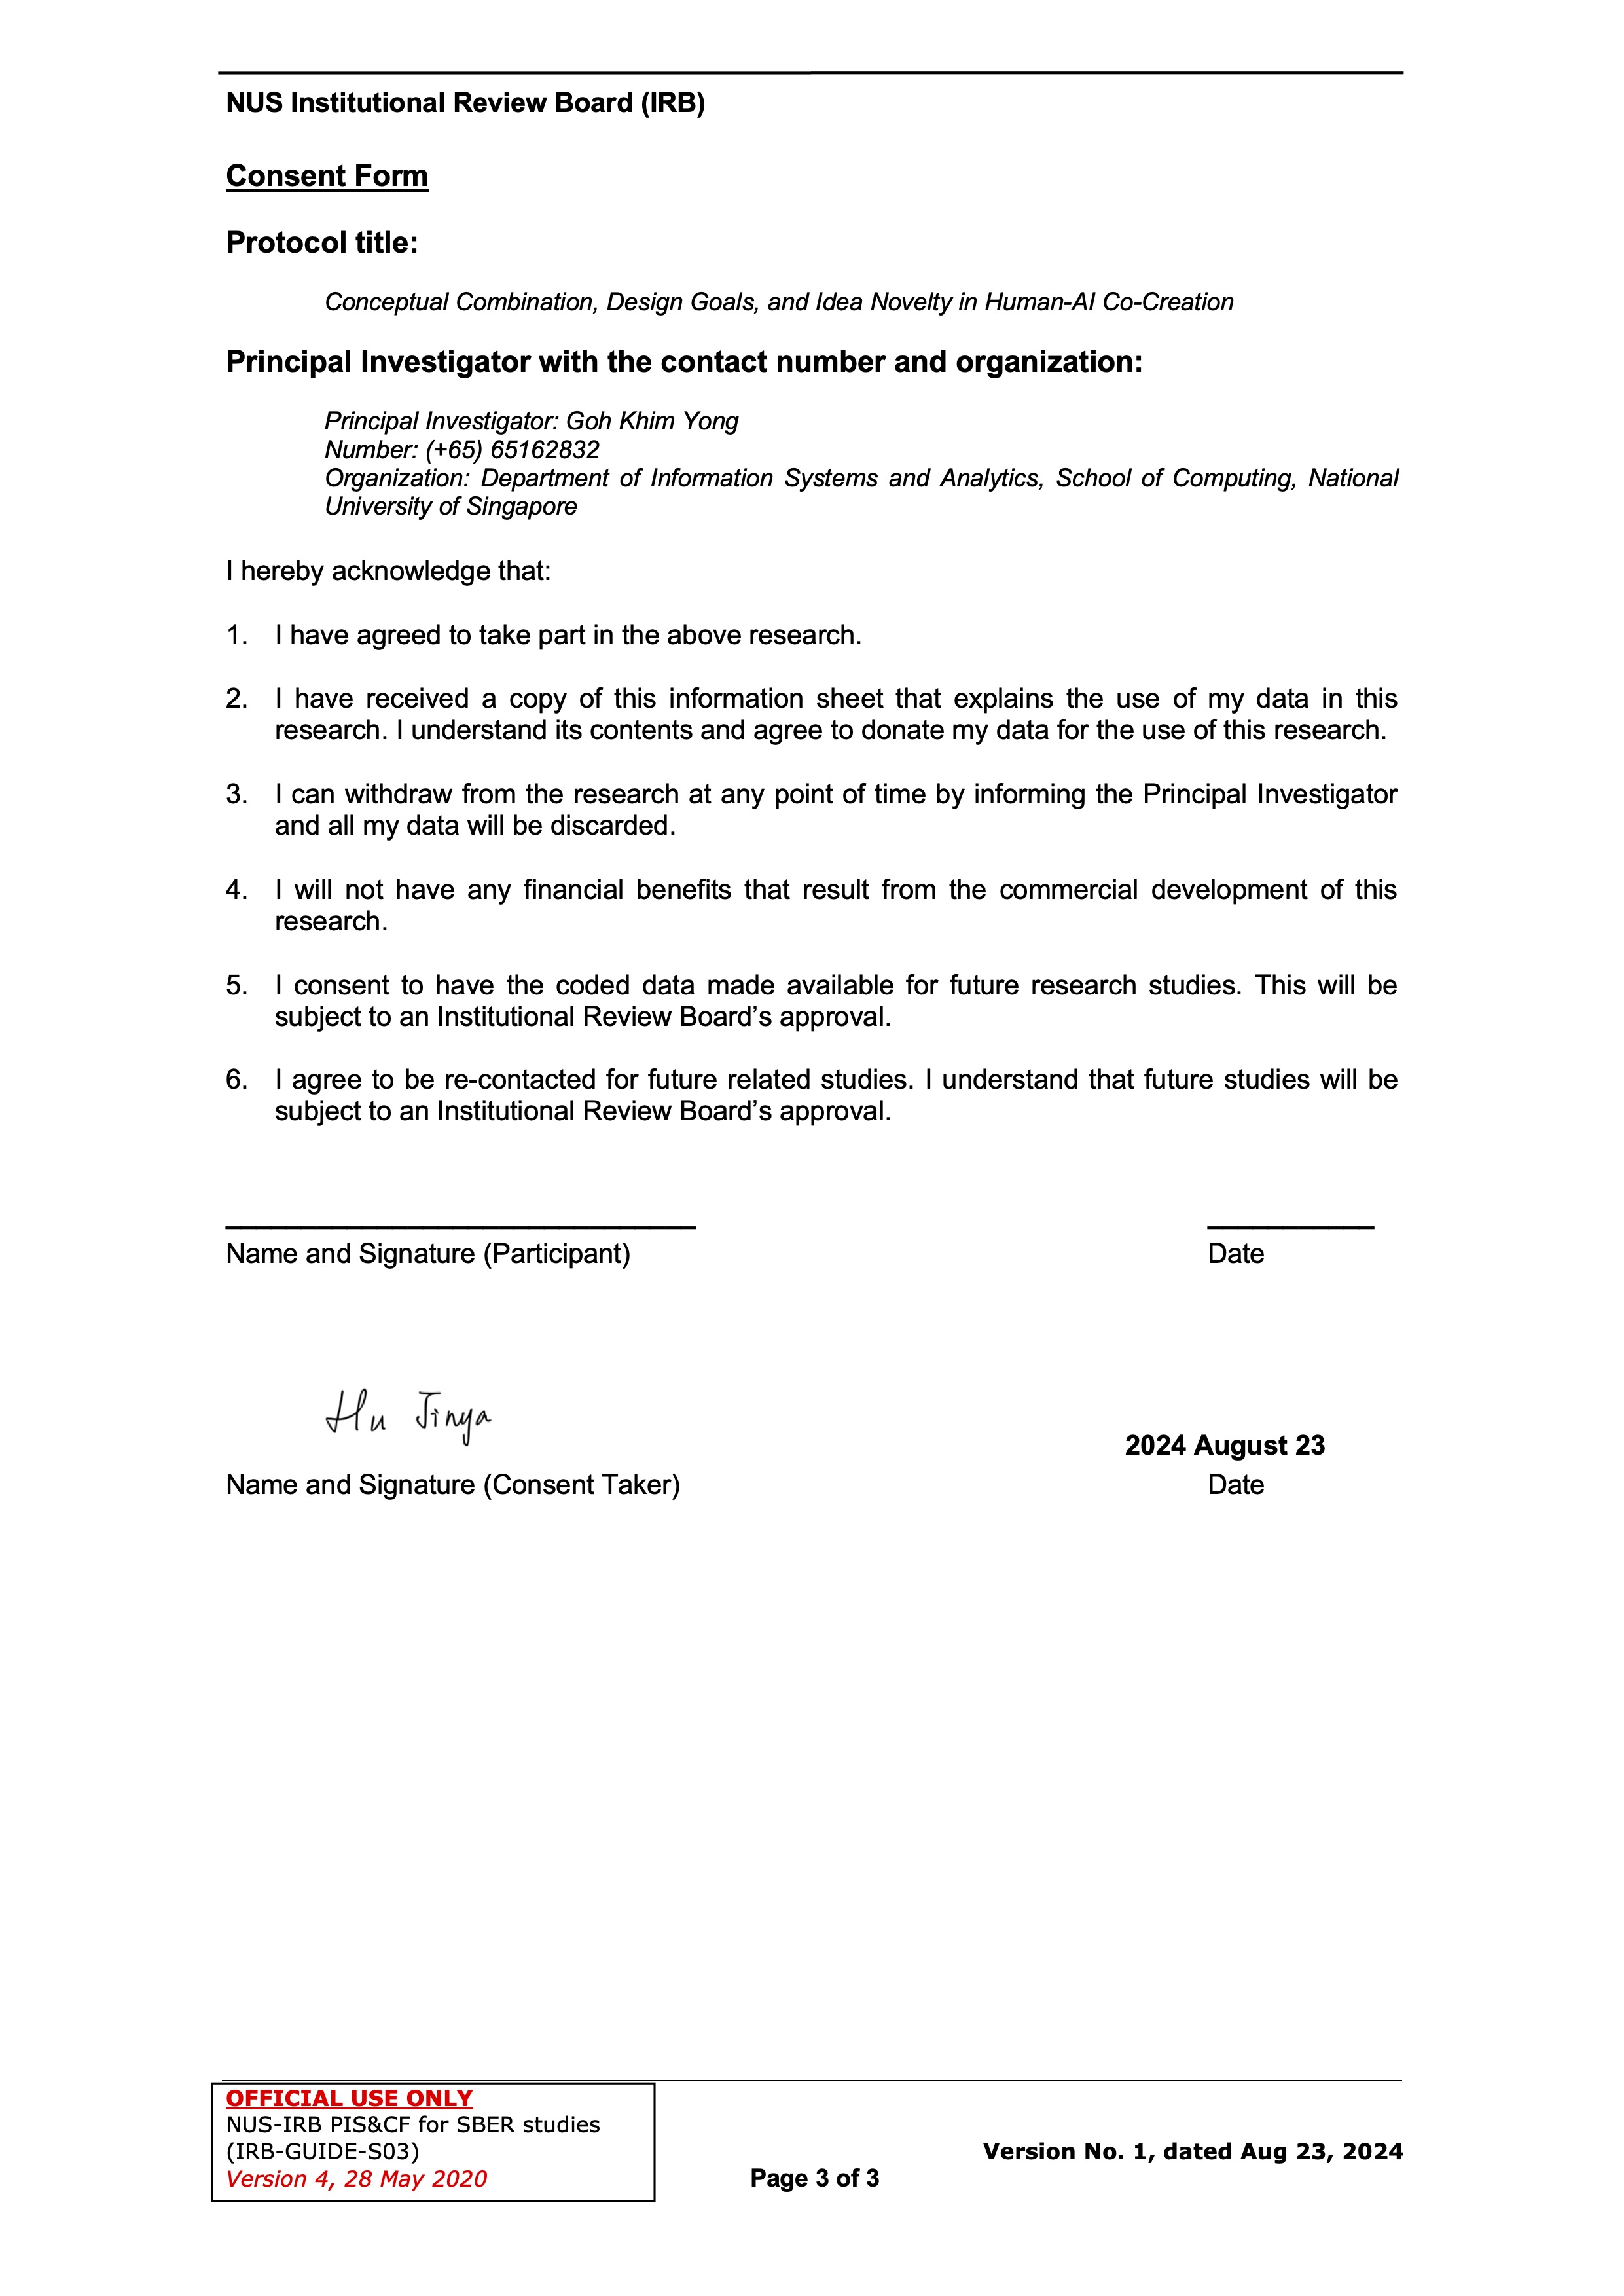 NUS Institutional Review Board (IRB)
Consent Form
Protocol title:
Conceptual Combination, Design Goals, and Idea Novelty in Human-AI Co-Creation
Principal Investigator with the contact number and organization:
Principal Investigator: Goh Khim Yong
Number: (+65) 65162832
Organization: Department of Information Systems and Analytics, School of Computing, National
University of Singapore
I hereby acknowledge that:
1. I have agreed to take part in the above research.
2. I have received a copy of this information sheet that explains the use of my data in this
research. I understand its contents and agree to donate my data for the use of this research.
3. I can withdraw from the research at any point of time by informing the Principal Investigator
and all my data will be discarded.
4. I will not have any financial benefits that result from the commercial development of this
research.
5. I consent to have the coded data made available for future research studies. This will be
subject to an Institutional Review Board’s approval.
6. I agree to be re-contacted for future related studies. I understand that future studies will be
subject to an Institutional Review Board’s approval.
Name and Signature (Participant) Date
Hu Jinya
2024 August 23
Name and Signature (Consent Taker) Date
OFFICIAL USE ONLY
NUS-IRB PIS&CF for SBER studies
(IRB-GUIDE-S03)
Version 4, 28 May 2020
Page 3 of 3
Version No. 1, dated Aug 23, 2024